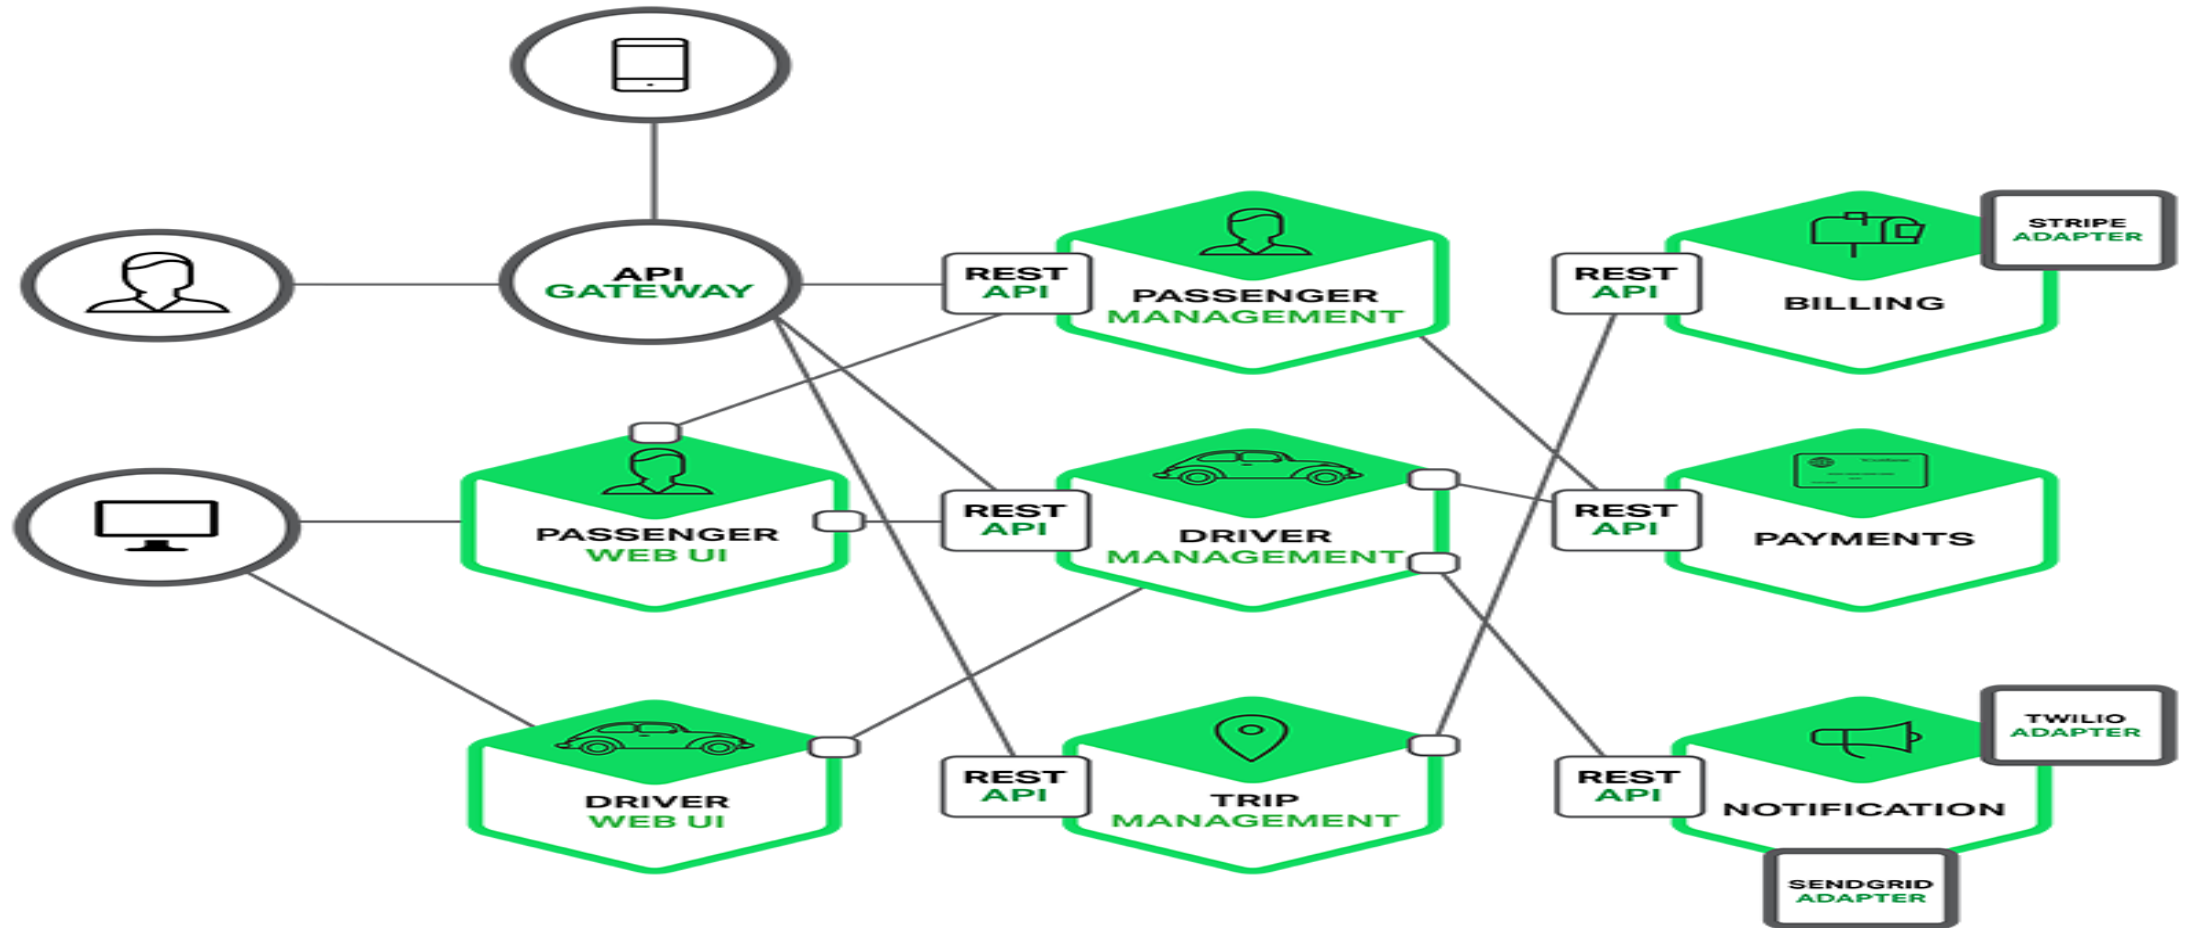 API
GATEWAY
REST
API
PASSENGER
MANAGEMENT
REST
API
BILLING
STRIPE
ADAPTER
PASSENGER
WEB UI
REST
API
DRIVER
MANAGEMENT
REST
API
PAYMENTS
DRIVER
WEB UI
REST
API
TRIP
MANAGEMENT
REST
API
NOTIFICATION
TWILIO
ADAPTER
SENDGRID
ADAPTER